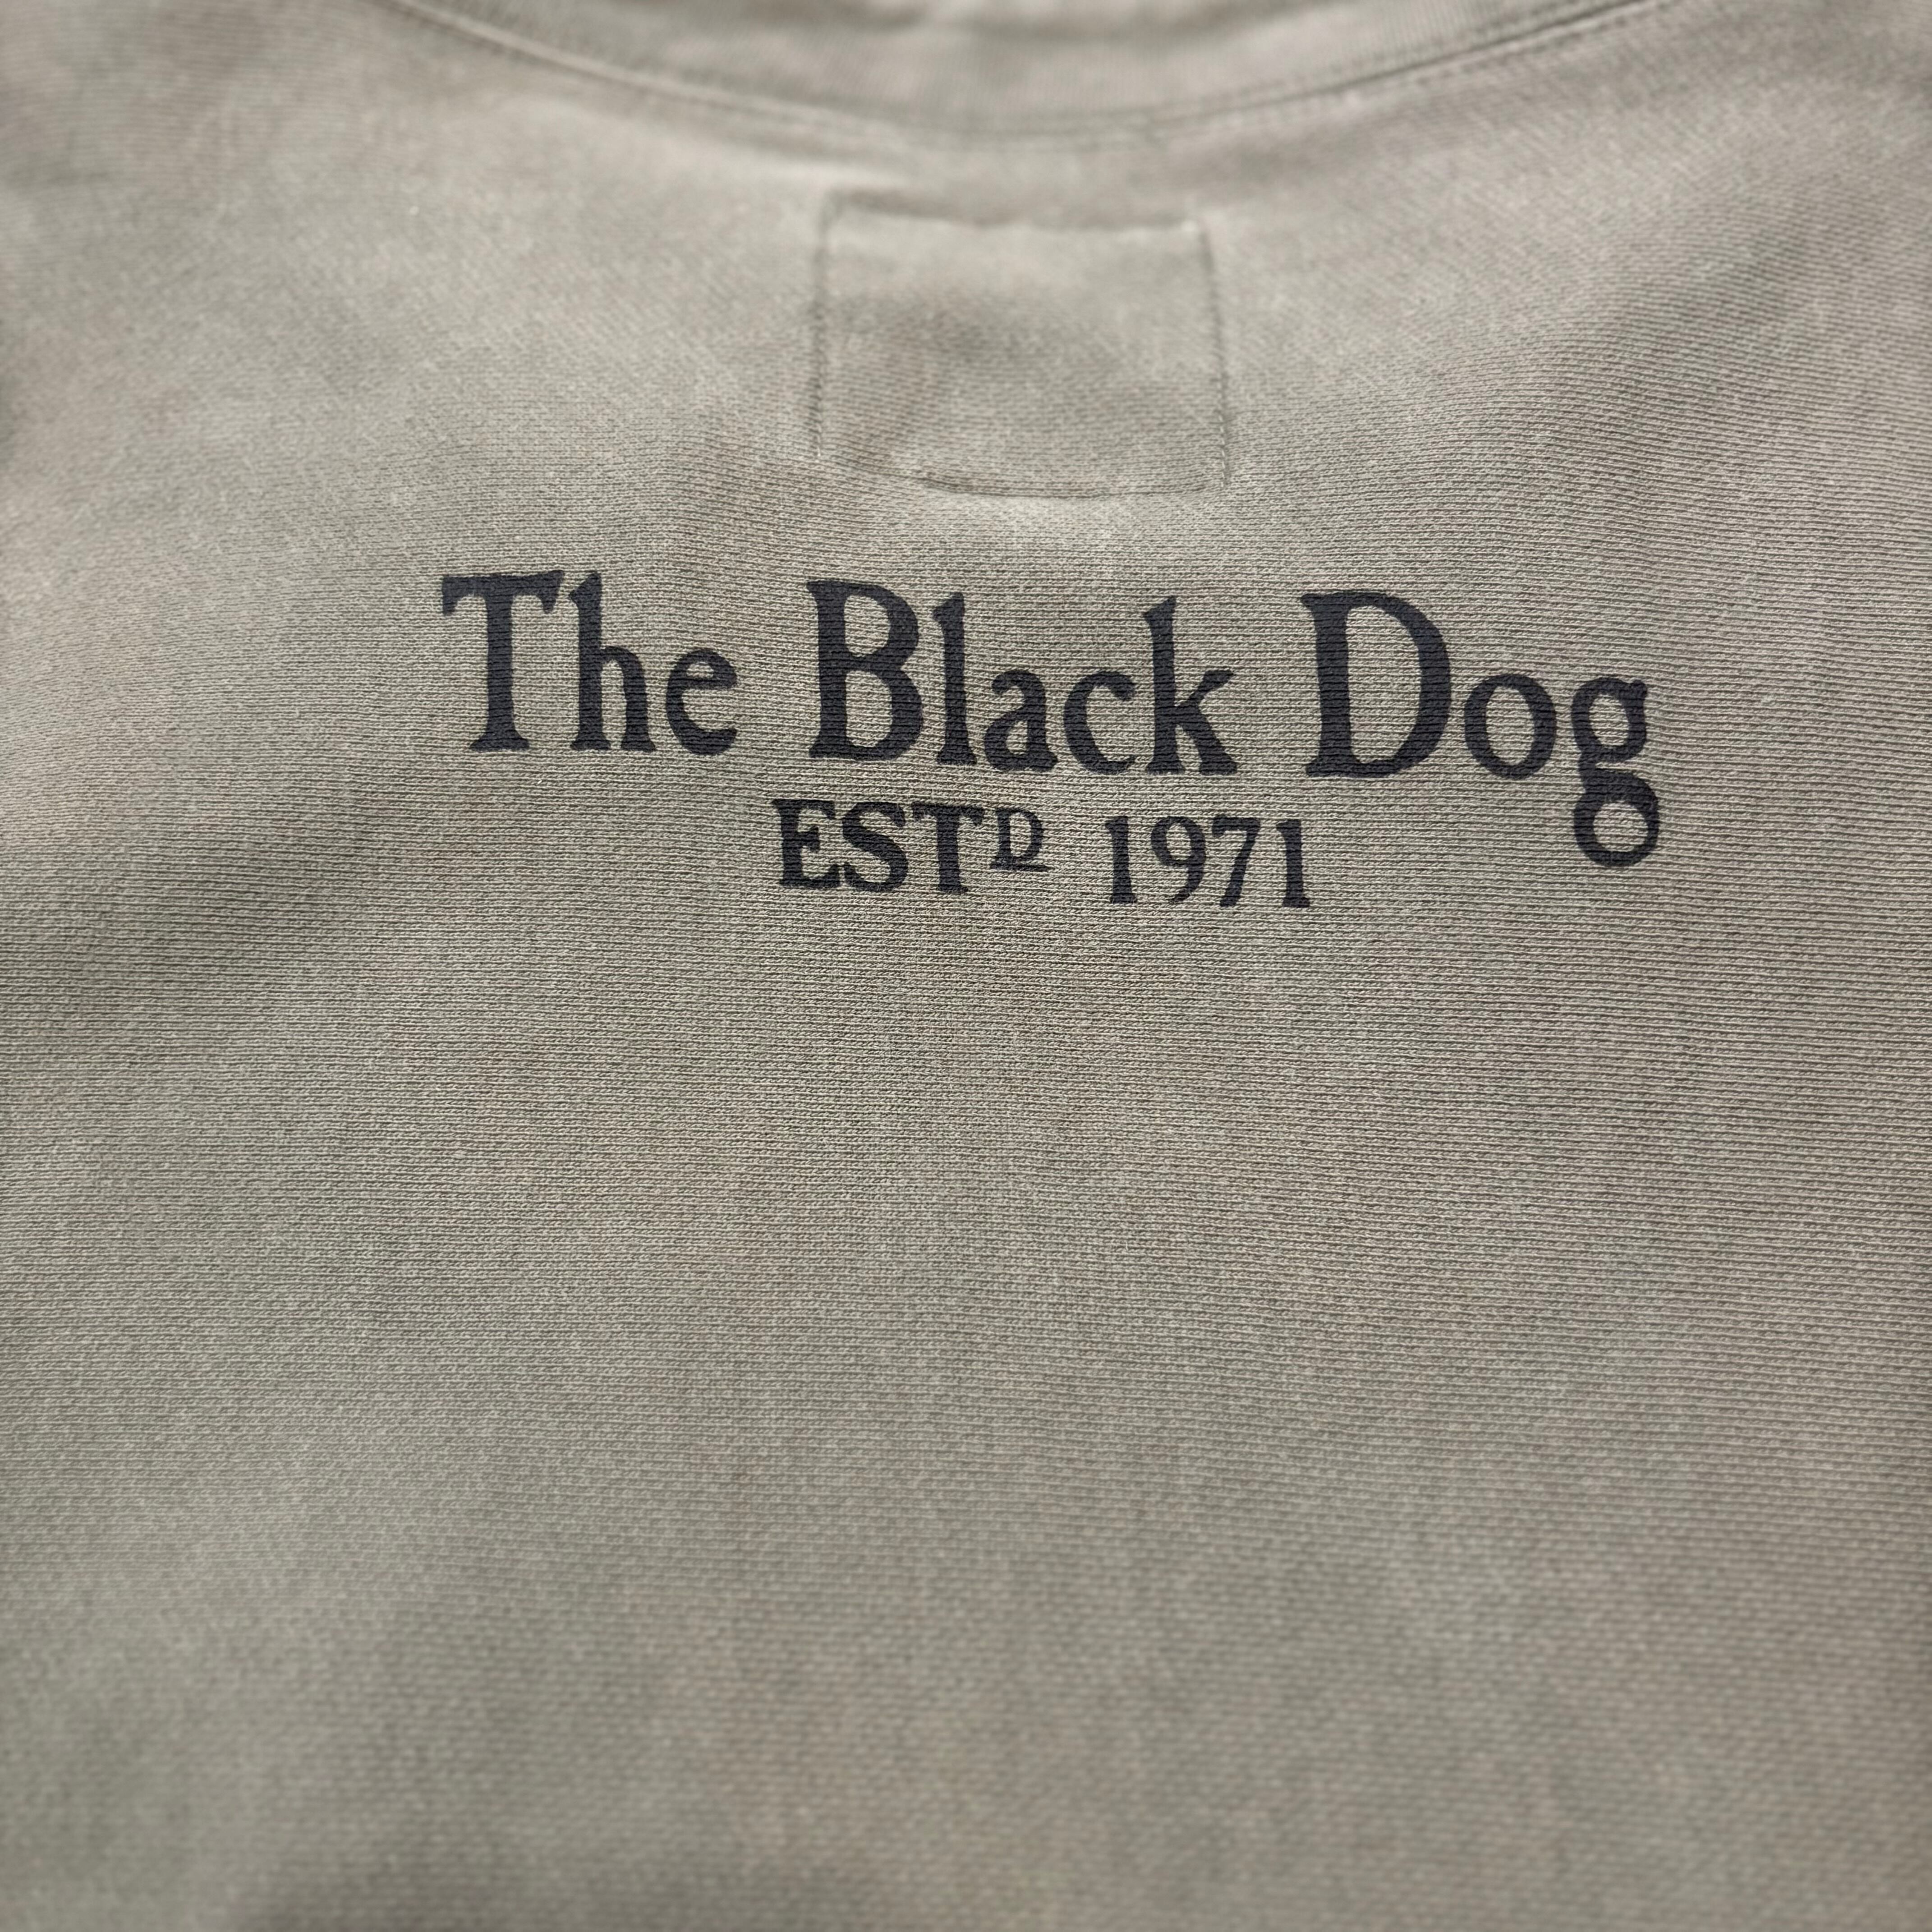 The Black Dog
ESTD 1971